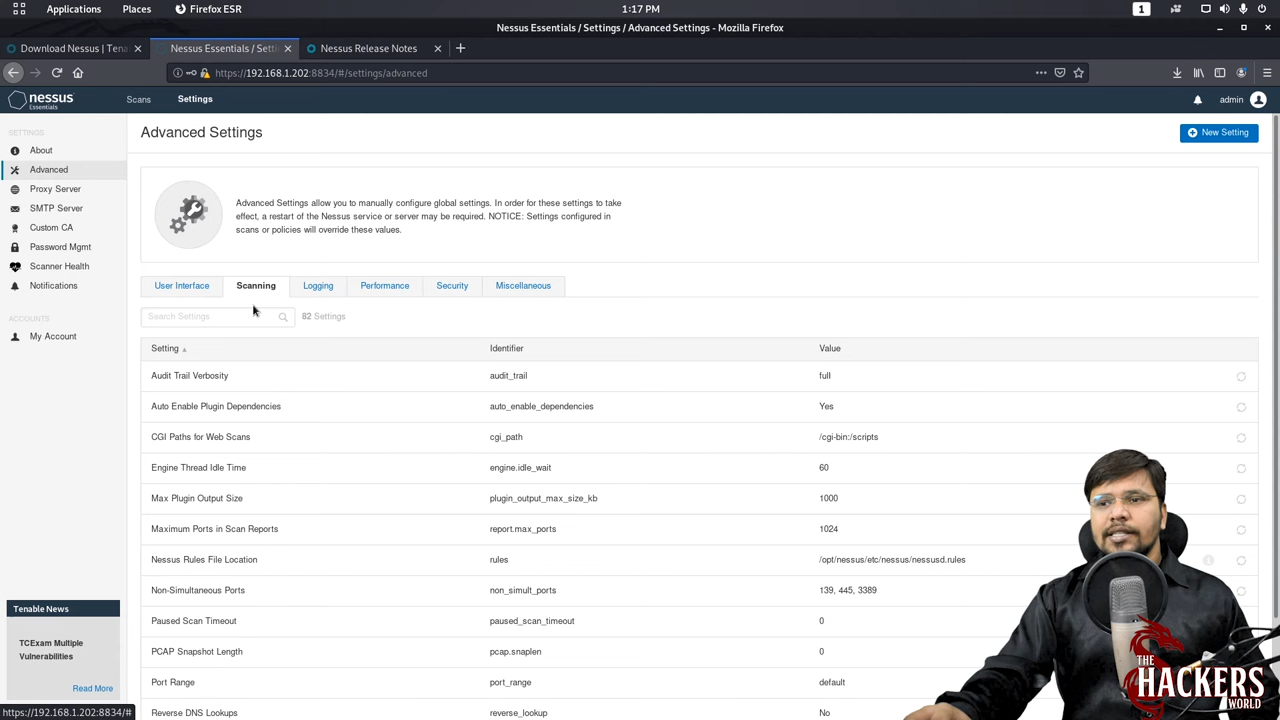 Applications Places Firefox ESR 1:17 PM 1
Nessus Essentials / Settings / Advanced Settings - Mozilla Firefox
Download Nessus | Tena Nessus Essentials / Setti Nessus Release Notes
https://192.168.1.202:8834/#/settings/advanced
nessus Essentials Scans Settings admin
SETTINGS
About
Advanced
Proxy Server
SMTP Server
Custom CA
Password Mgmt
Scanner Health
Notifications
ACCOUNTS
My Account
Tenable News
TCExam Multiple
Vulnerabilities
Read More
https://192.168.1.202:8834/#
Advanced Settings
New Setting
Advanced Settings allow you to manually configure global settings. In order for these settings to take
effect, a restart of the Nessus service or server may be required. NOTICE: Settings configured in
scans or policies will override these values.
User Interface Scanning Logging Performance Security Miscellaneous
Search Settings 82 Settings
Setting Identifier Value
Audit Trail Verbosity audit_trail full
Auto Enable Plugin Dependencies auto_enable_dependencies Yes
CGI Paths for Web Scans cgi_path /cgi-bin:/scripts
Engine Thread Idle Time engine.idle_wait 60
Max Plugin Output Size plugin_output_max_size_kb 1000
Maximum Ports in Scan Reports report.max_ports 1024
Nessus Rules File Location rules /opt/nessus/etc/nessus/nessusd.rules
Non-Simultaneous Ports non_simult_ports 139, 445, 3389
Paused Scan Timeout paused_scan_timeout 0
PCAP Snapshot Length pcap.snaplen 0
Port Range port_range default
Reverse DNS Lookups reverse_lookup No
THE
HACKERS
WORLD